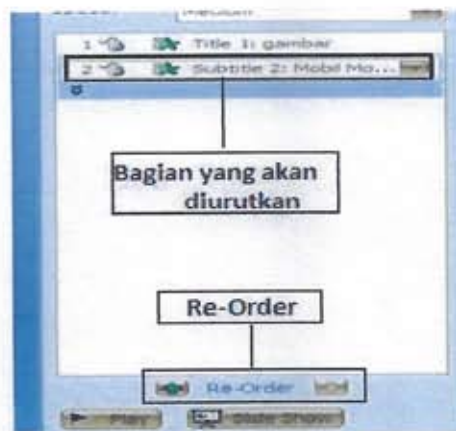 Medium
1 Title 1: gambar
2 Subtitle 2: Mobil Mo...
Bagian yang akan
diurutkan
Re-Order
Re-Order
Play Slide Show